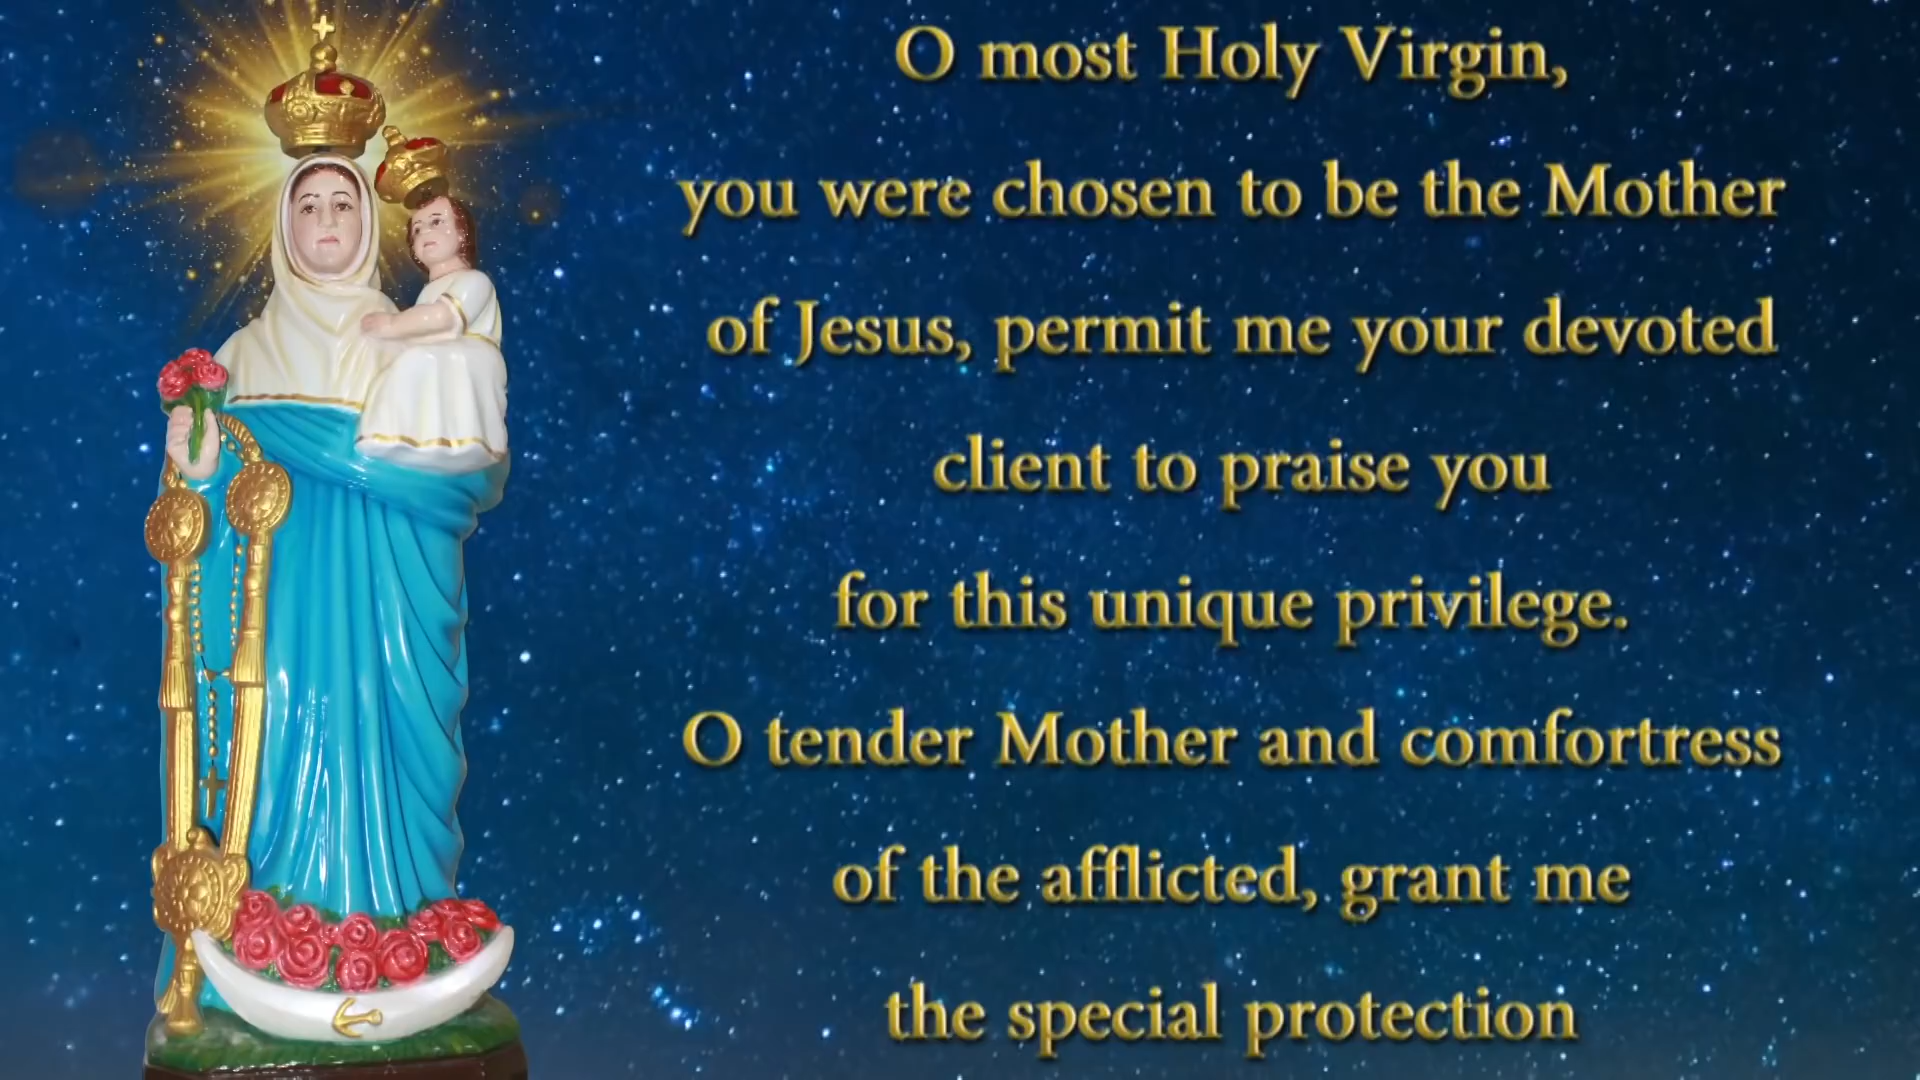 O most Holy Virgin,
you were chosen to be the Mother
of Jesus, permit me your devoted
client to praise you
for this unique privilege.
O tender Mother and comfortress
of the afflicted, grant me
the special protection